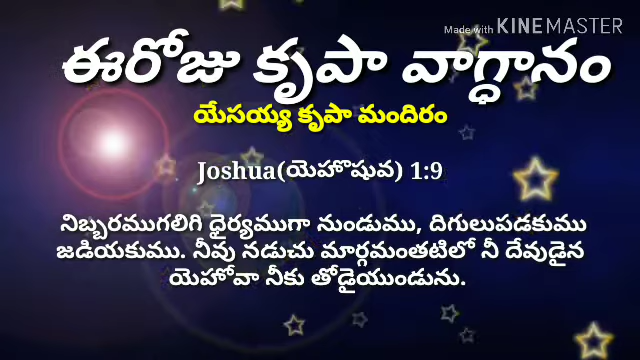 Made with KINEMASTER
ఈరోజు కృపా వాగ్ధానం
యేసయ్య కృపా మందిరం
Joshua(యెహొషువ) 1:9
నిబ్బరముగలిగి ధైర్యముగా నుండుము, దిగులుపడకుము
జడియకుము. నీవు నడుచు మార్గమంతటిలో నీ దేవుడైన
యెహోవా నీకు తోడైయుండును.